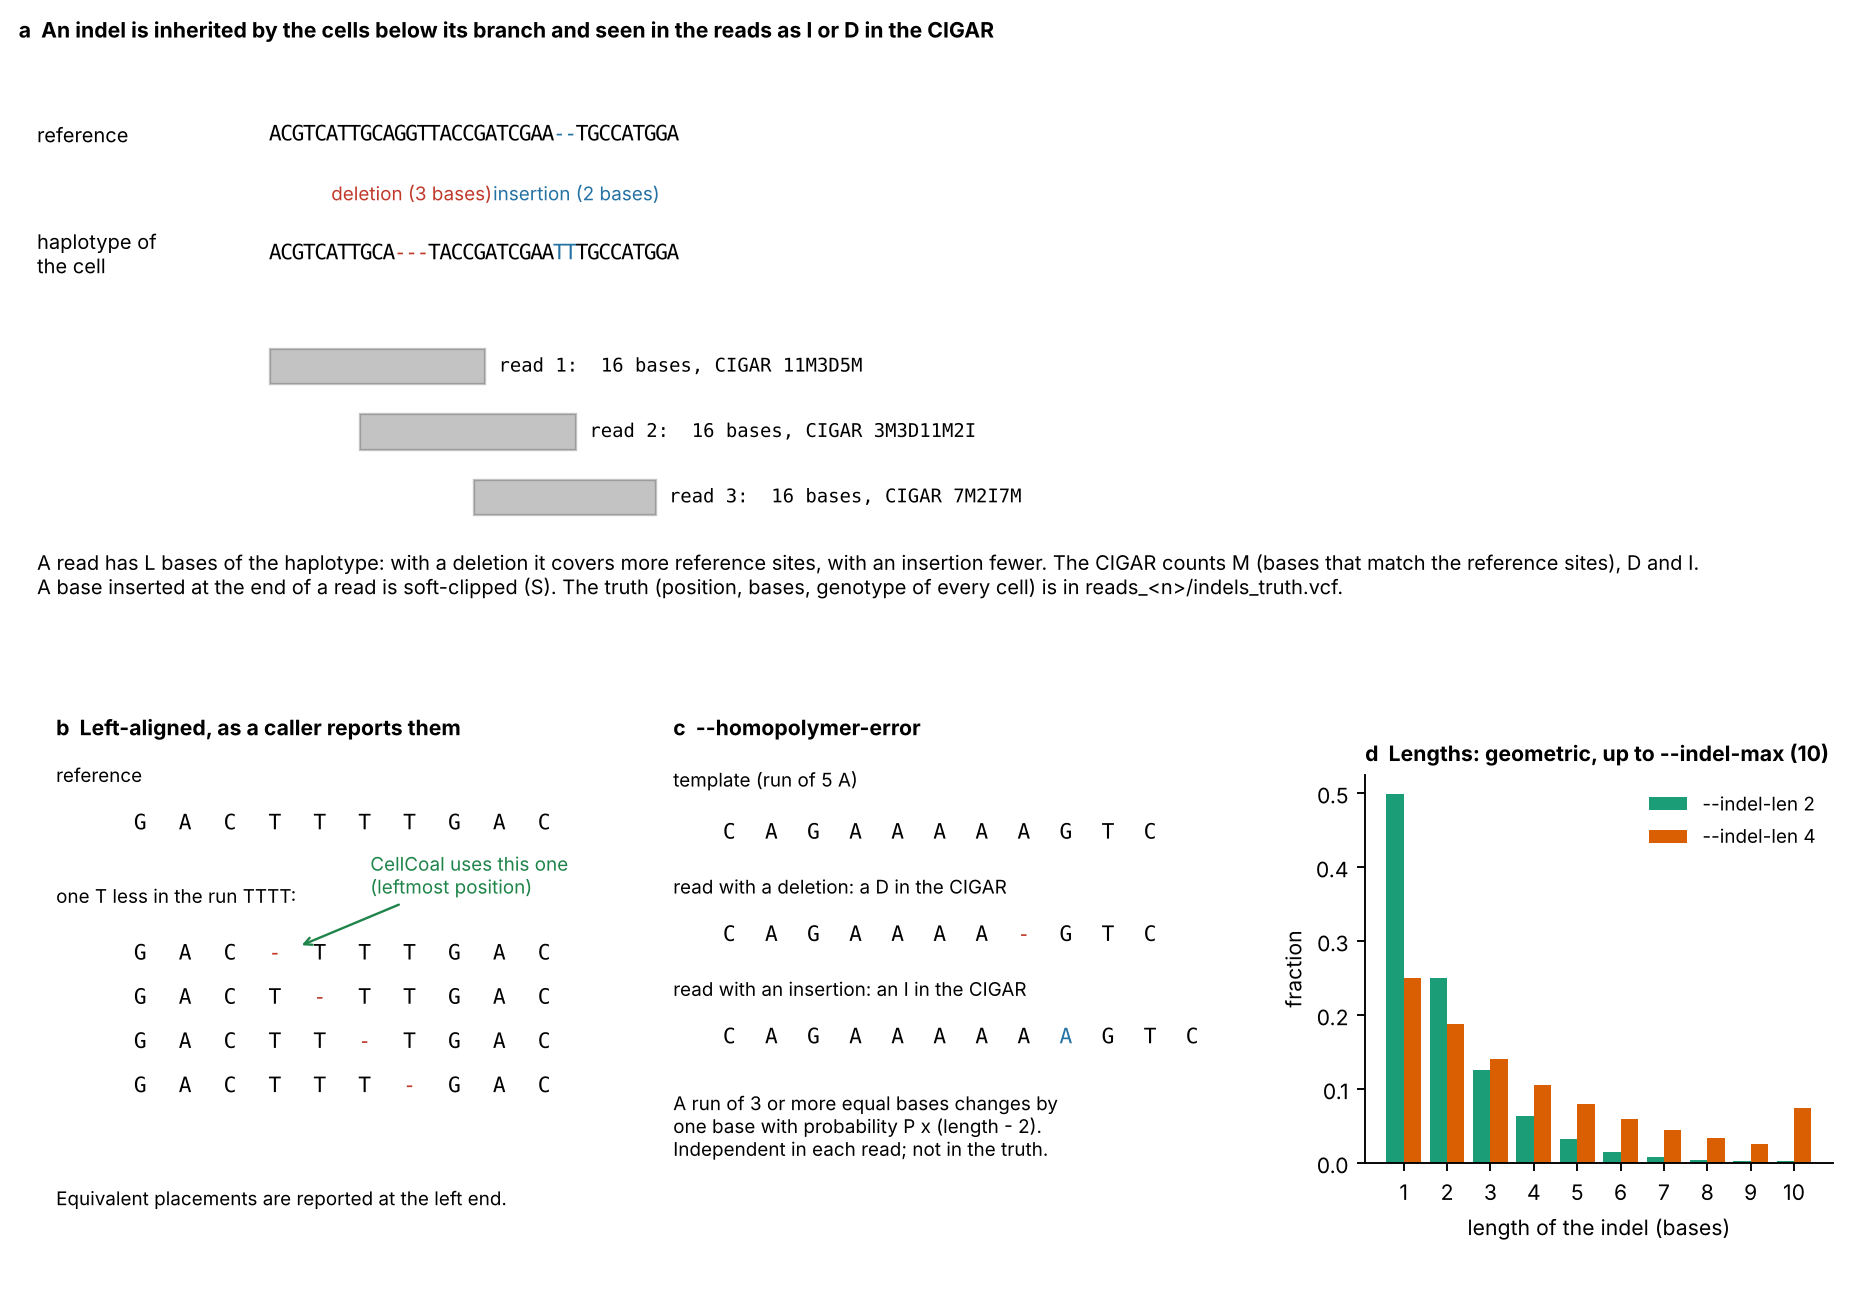 a An indel is inherited by the cells below its branch and seen in the reads as I or D in the CIGAR
reference
ACGTCATTGCAGGTTACCGATCGAA--TGCCATGGA
deletion (3 bases)
insertion (2 bases)
haplotype of
the cell
ACGTCATTGCA---TACCGATCGAATTTGCCATGGA
read 1: 16 bases, CIGAR 11M3D5M
read 2: 16 bases, CIGAR 3M3D11M2I
read 3: 16 bases, CIGAR 7M2I7M
A read has L bases of the haplotype: with a deletion it covers more reference sites, with an insertion fewer. The CIGAR counts M (bases that match the reference sites), D and I.
A base inserted at the end of a read is soft-clipped (S). The truth (position, bases, genotype of every cell) is in reads_<n>/indels_truth.vcf.
b Left-aligned, as a caller reports them
reference
G A C T T T T G A C
CellCoal uses this one
(leftmost position)
one T less in the run TTTT:
G A C - T T T G A C
G A C T - T T G A C
G A C T T - T G A C
G A C T T T - G A C
Equivalent placements are reported at the left end.
c --homopolymer-error
template (run of 5 A)
C A G A A A A A G T C
read with a deletion: a D in the CIGAR
C A G A A A A - G T C
read with an insertion: an I in the CIGAR
C A G A A A A A A G T C
A run of 3 or more equal bases changes by
one base with probability P x (length - 2).
Independent in each read; not in the truth.
d Lengths: geometric, up to --indel-max (10)
--indel-len 2
--indel-len 4
fraction
0.5
0.4
0.3
0.2
0.1
0.0
1 2 3 4 5 6 7 8 9 10
length of the indel (bases)